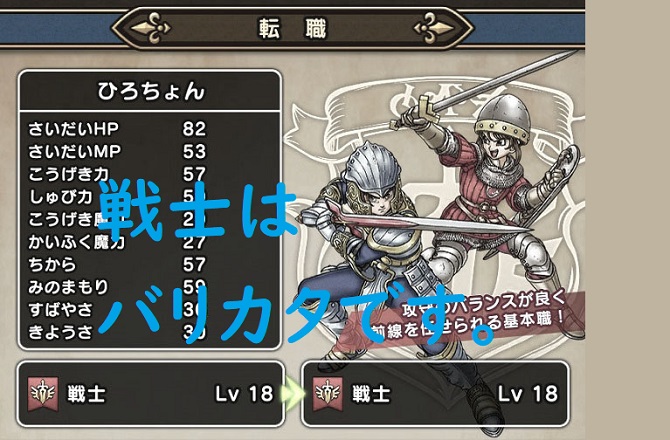 転職
ひろちょん
さいだいHP 82
さいだいMP 53
こうげき力 57
しゅび力
こうげき魔力
かいふく魔力 27
ちから 57
みのまもり 59
すばやさ
きようさ 30
戦士は
バリカタです。
攻守のバランスが良く
前線を任せられる基本職！
戦士 Lv 18
戦士 Lv 18